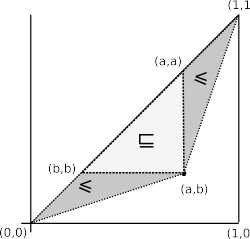 (1,1
(a,a)
≤
⊑
(b,b)
≤
(a,b)
(0,0)
(1,0